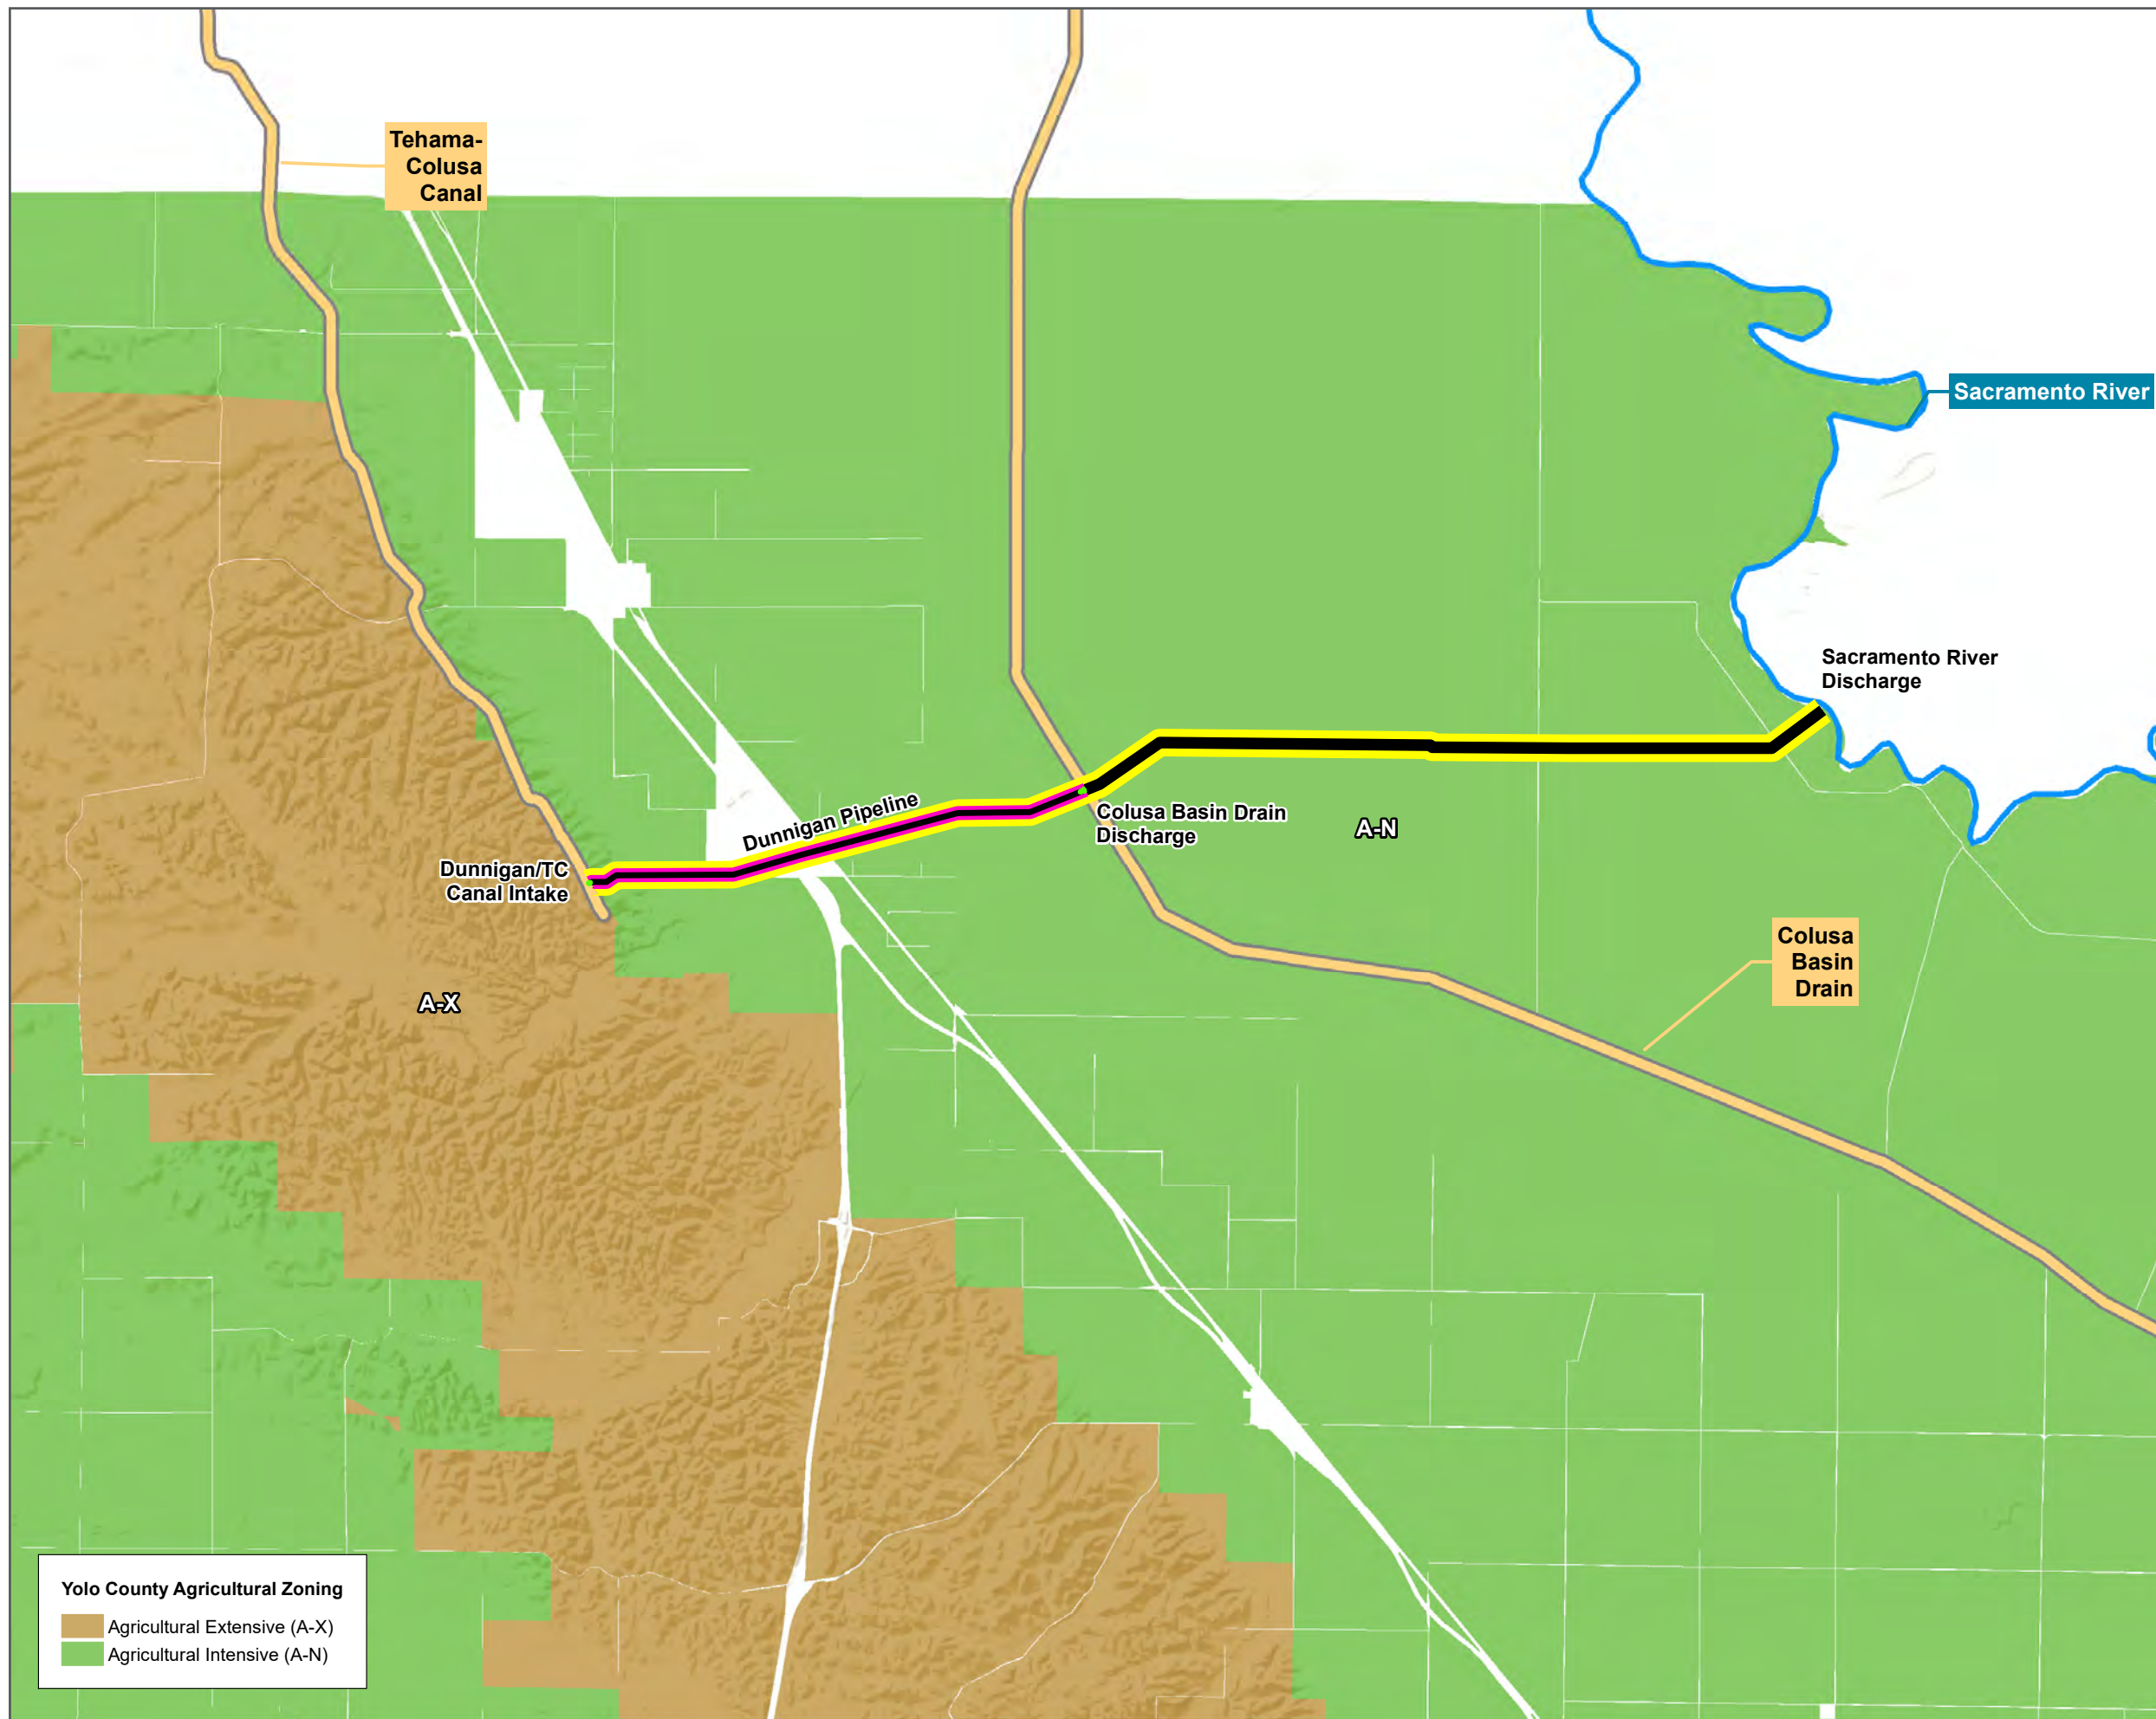 Tehama-
Colusa
Canal
Sacramento River
Sacramento River
Discharge
Dunnigan Pipeline
Colusa Basin Drain
Discharge
A-N
Dunnigan/TC
Canal Intake
Colusa
Basin
Drain
A-X
Yolo County Agricultural Zoning
Agricultural Extensive (A-X)
Agricultural Intensive (A-N)